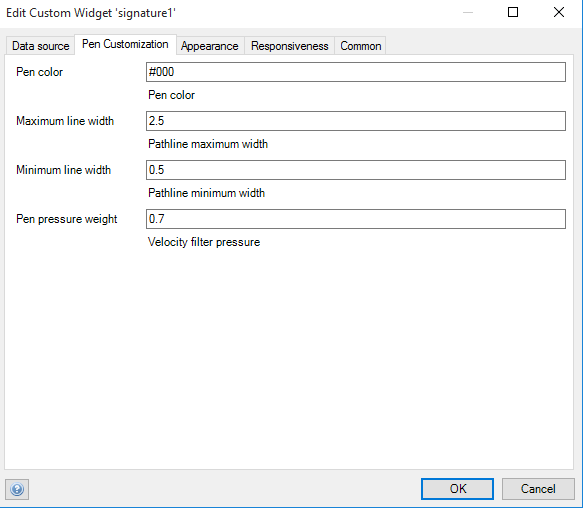 Edit Custom Widget 'signature1'
Data source Pen Customization Appearance Responsiveness Common
Pen color #000
Pen color
Maximum line width 2.5
Pathline maximum width
Minimum line width 0.5
Pathline minimum width
Pen pressure weight 0.7
Velocity filter pressure
? OK Cancel